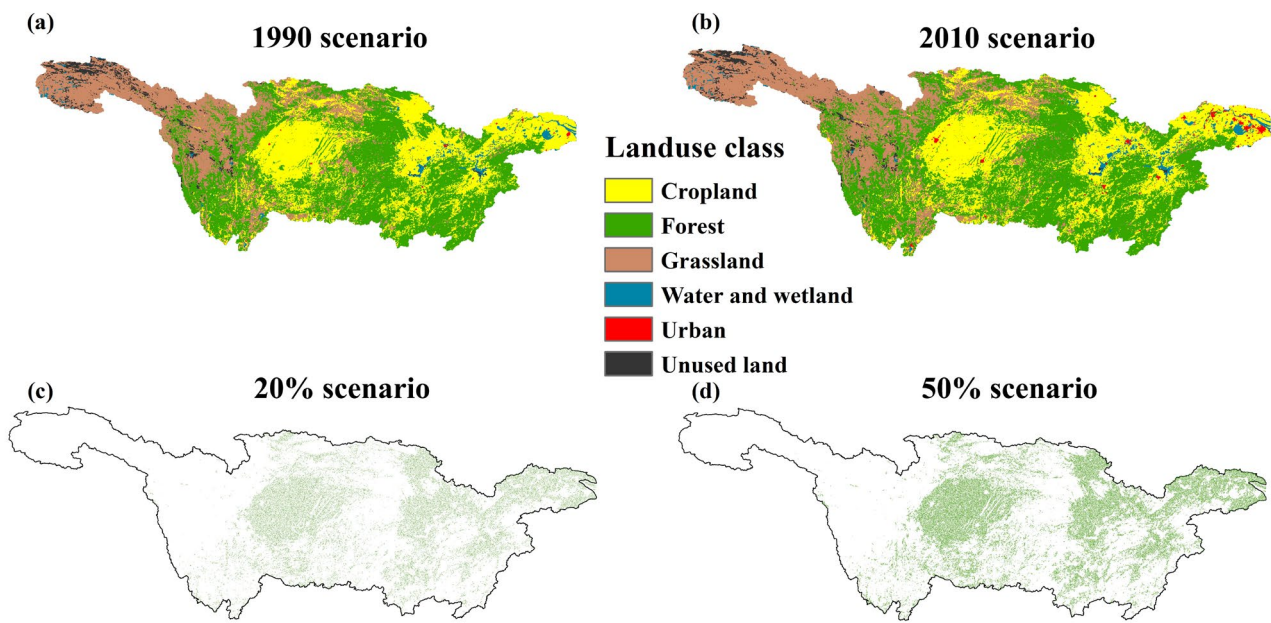 (a)
1990 scenario
(b)
2010 scenario
Landuse class
Cropland
Forest
Grassland
Water and wetland
Urban
Unused land
(c)
20% scenario
(d)
50% scenario